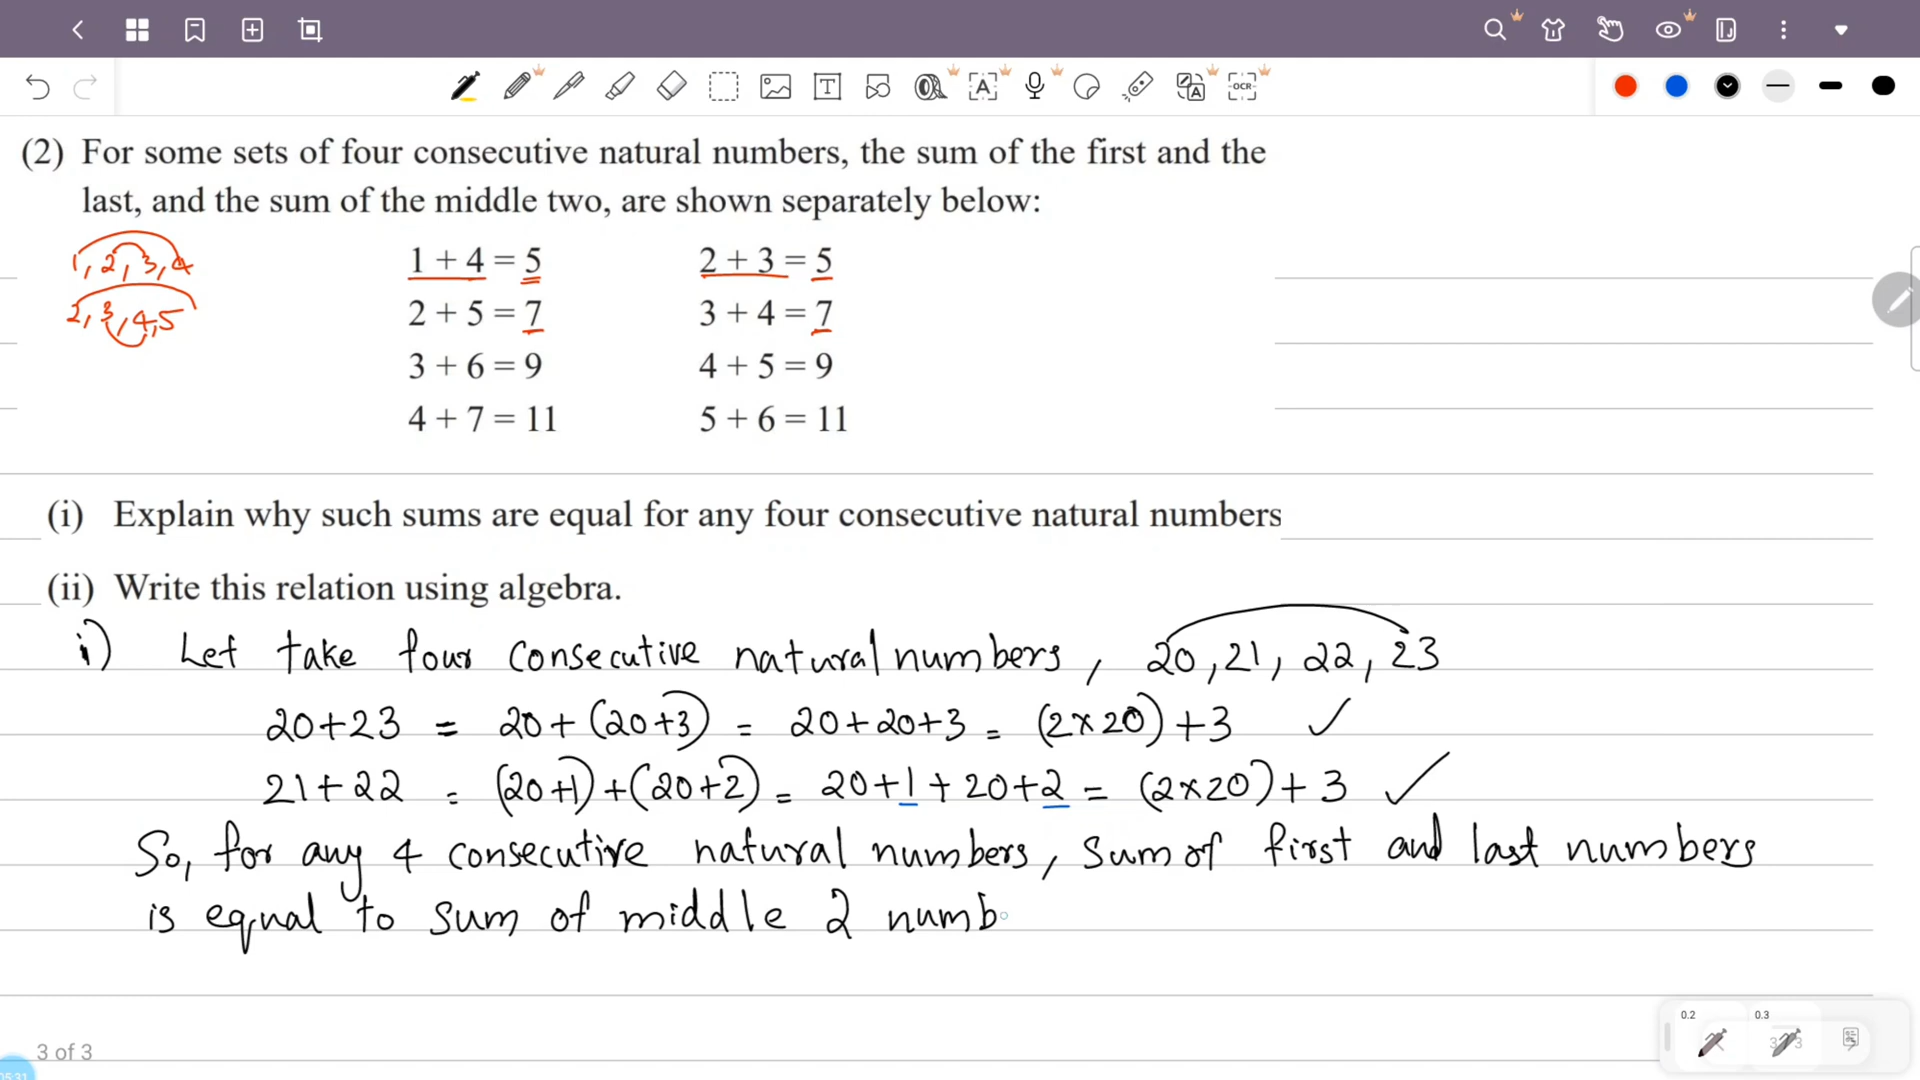 (2) For some sets of four consecutive natural numbers, the sum of the first and the
last, and the sum of the middle two, are shown separately below:
1, 2, 3, 4
2, 3, 4, 5
1 + 4 = 5 2 + 3 = 5
2 + 5 = 7 3 + 4 = 7
3 + 6 = 9 4 + 5 = 9
4 + 7 = 11 5 + 6 = 11
(i) Explain why such sums are equal for any four consecutive natural numbers
(ii) Write this relation using algebra.
i) Let take four consecutive natural numbers, 20, 21, 22, 23
20+23 = 20+(20+3) = 20+20+3 = (2×20)+3 ✓
21+22 = (20+1)+(20+2) = 20+1+20+2 = (2×20)+3 ✓
So, for any 4 consecutive natural numbers, sum of first and last numbers
is equal to sum of middle 2 numb
3 of 3
05:31
0.2 0.3
OCR